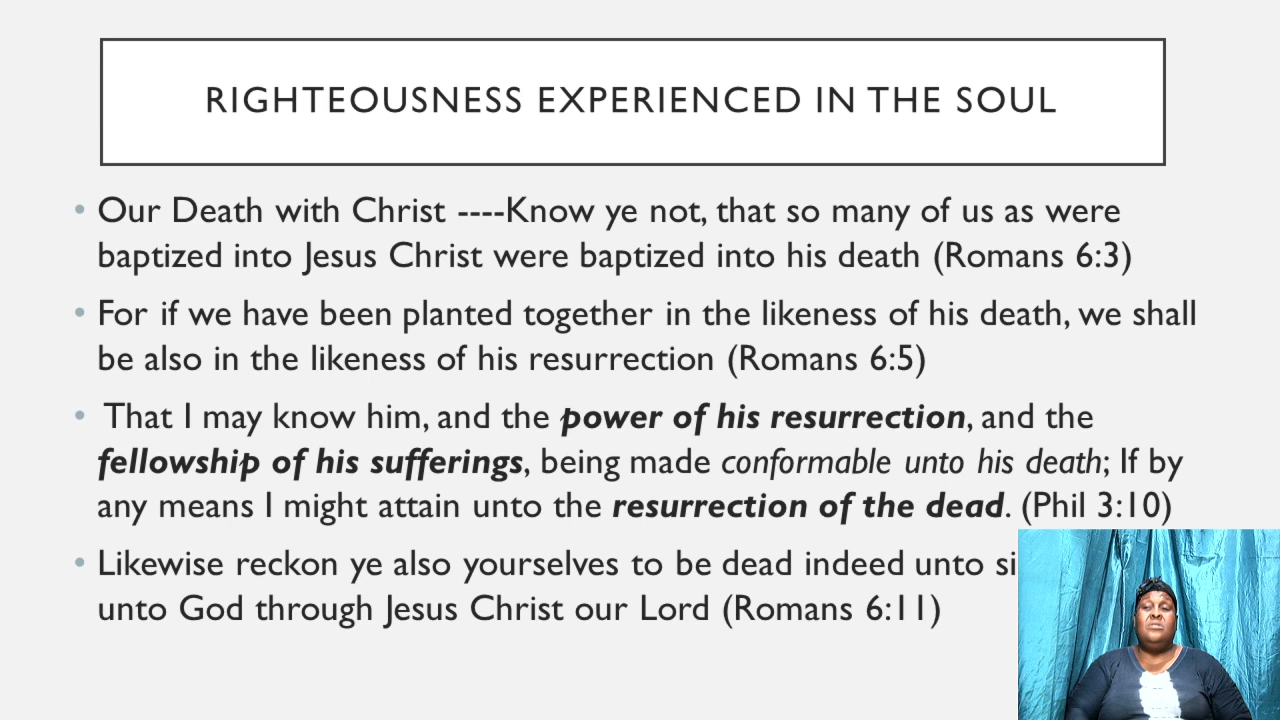 RIGHTEOUSNESS EXPERIENCED IN THE SOUL
• Our Death with Christ ----Know ye not, that so many of us as were
baptized into Jesus Christ were baptized into his death (Romans 6:3)
• For if we have been planted together in the likeness of his death, we shall
be also in the likeness of his resurrection (Romans 6:5)
• That I may know him, and the power of his resurrection, and the
fellowship of his sufferings, being made conformable unto his death; If by
any means I might attain unto the resurrection of the dead. (Phil 3:10)
• Likewise reckon ye also yourselves to be dead indeed unto si
unto God through Jesus Christ our Lord (Romans 6:11)